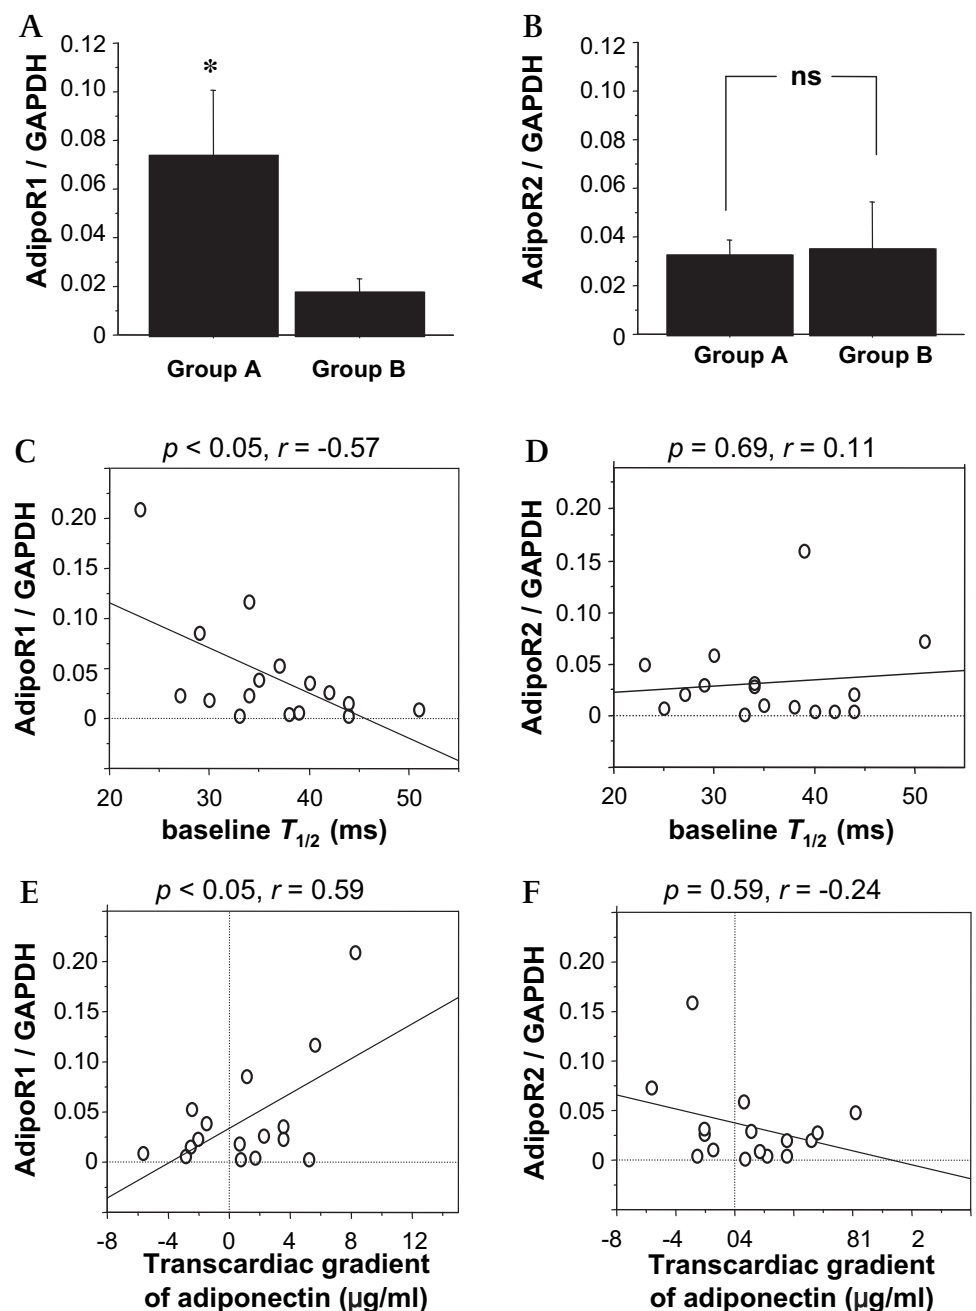 A
AdipoR1 / GAPDH
0.12
0.10
0.08
0.06
0.04
0.02
0
*
Group A Group B
B
AdipoR2 / GAPDH
0.12
0.10
0.08
0.06
0.04
0.02
0
ns
Group A Group B
C
p < 0.05, r = -0.57
AdipoR1 / GAPDH
0.20
0.15
0.10
0.05
0
20 30 40 50
baseline T1/2 (ms)
D
p = 0.69, r = 0.11
AdipoR2 / GAPDH
0.20
0.15
0.10
0.05
0
20 30 40 50
baseline T1/2 (ms)
E
p < 0.05, r = 0.59
AdipoR1 / GAPDH
0.20
0.15
0.10
0.05
0
-8 -4 0 4 8 12
Transcardiac gradient
of adiponectin (µg/ml)
F
p = 0.59, r = -0.24
AdipoR2 / GAPDH
0.20
0.15
0.10
0.05
0
-8 -4 04 81 2
Transcardiac gradient
of adiponectin (µg/ml)